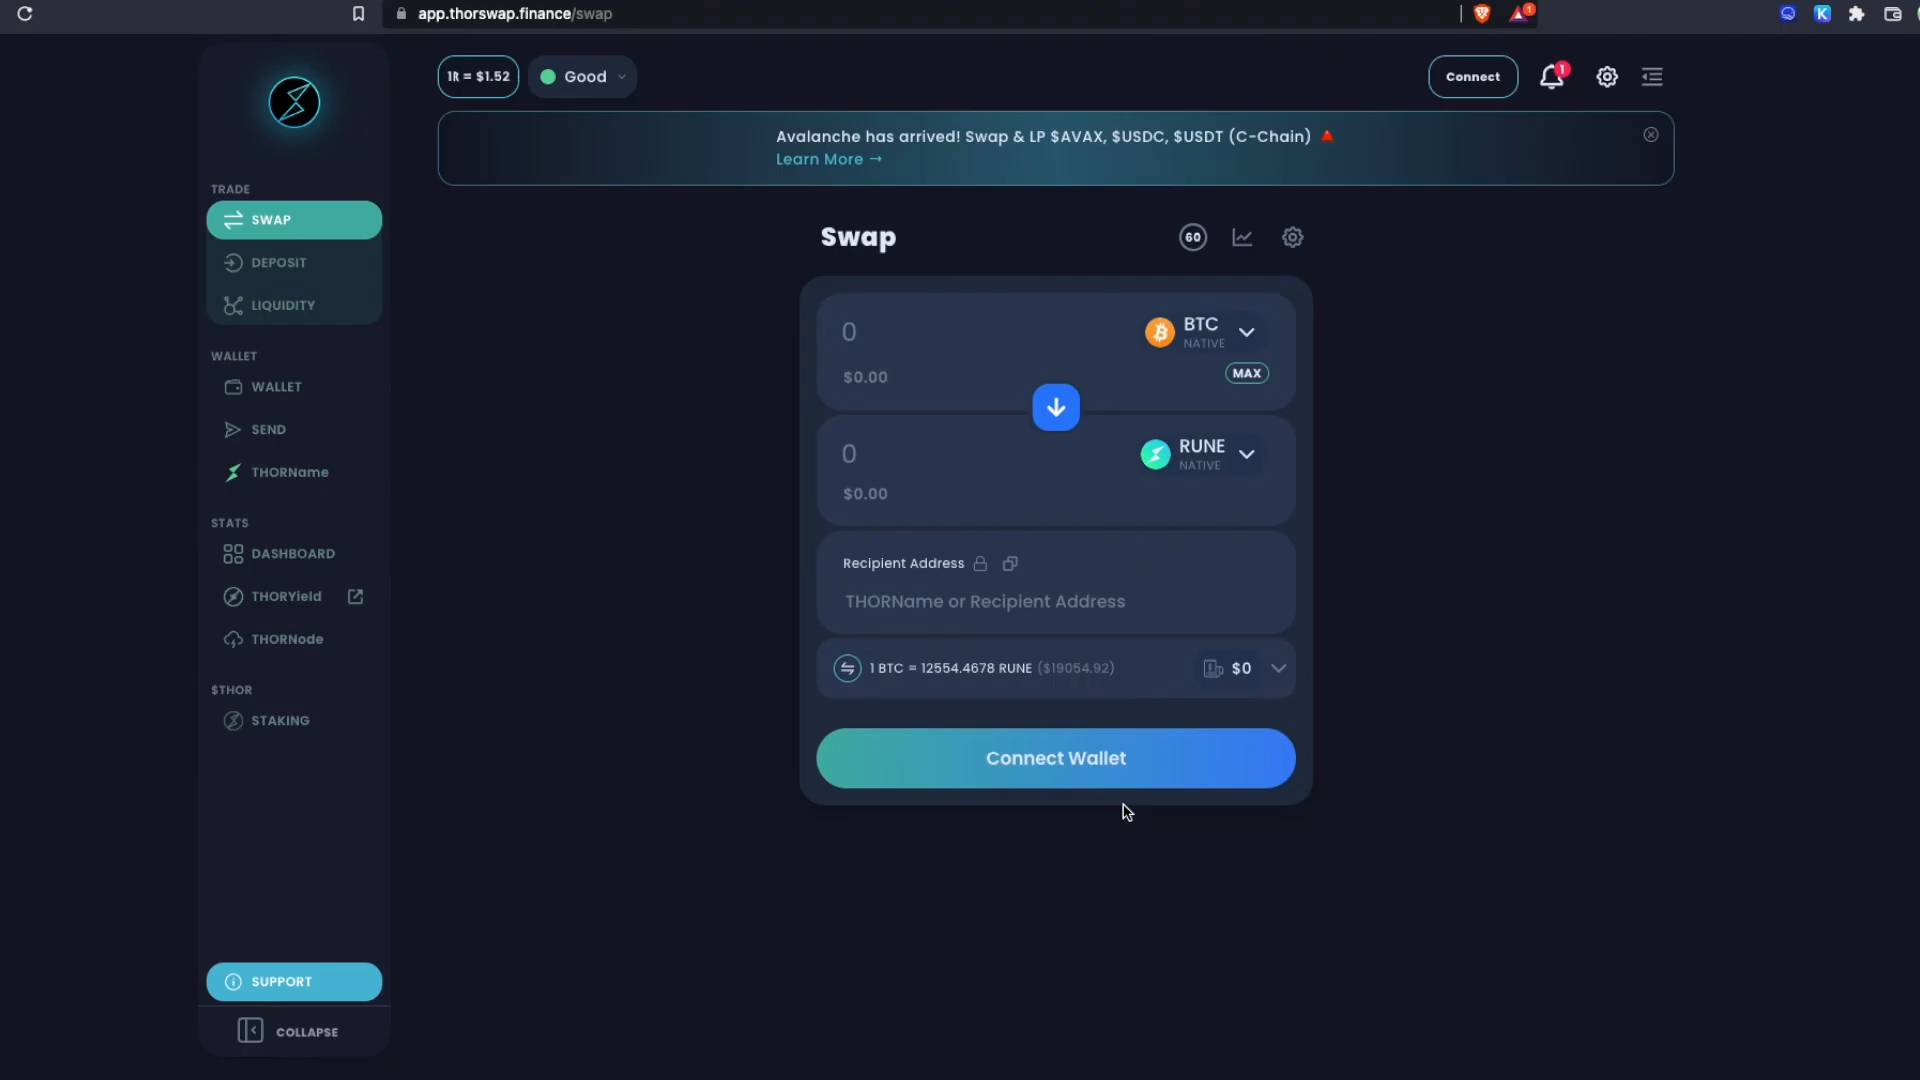 app.thorswap.finance/swap
1
K
1R = $1.52
Good
Connect
1
Avalanche has arrived! Swap & LP $AVAX, $USDC, $USDT (C-Chain)
Learn More →
TRADE
SWAP
DEPOSIT
LIQUIDITY
WALLET
WALLET
SEND
THORName
STATS
DASHBOARD
THORYield
THORNode
$THOR
STAKING
SUPPORT
COLLAPSE
Swap
60
0
BTC
NATIVE
$0.00
MAX
0
RUNE
NATIVE
$0.00
Recipient Address
THORName or Recipient Address
1 BTC = 12554.4678 RUNE ($19054.92)
$0
Connect Wallet